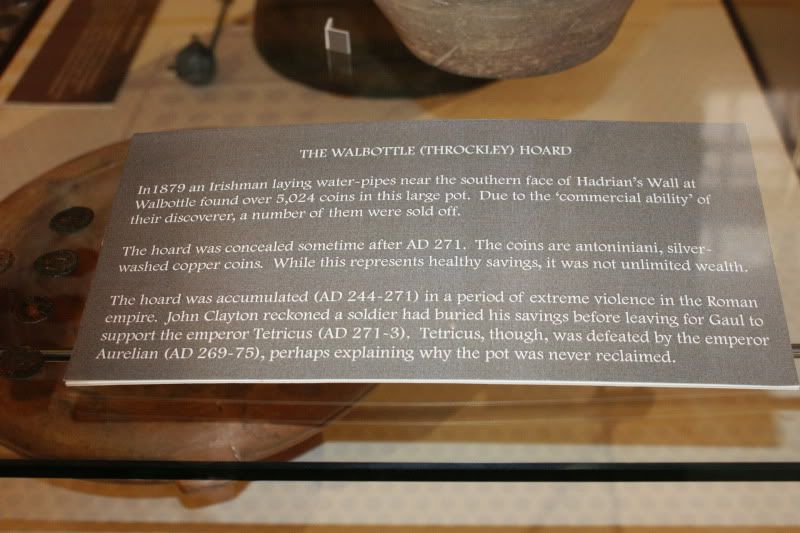 THE WALBOTTLE (THROCKLEY) HOARD
In1879 an Irishman laying water-pipes near the southern face of Hadrian's Wall at
Walbottle found over 5,024 coins in this large pot. Due to the 'commercial ability' of
their discoverer, a number of them were sold off.
The hoard was concealed sometime after AD 271. The coins are antoniniani, silver-
washed copper coins. While this represents healthy savings, it was not unlimited wealth.
The hoard was accumulated (AD 244-271) in a period of extreme violence in the Roman
empire. John Clayton reckoned a soldier had buried his savings before leaving for Gaul to
support the emperor Tetricus (AD 271-3). Tetricus, though, was defeated by the emperor
Aurelian (AD 269-75), perhaps explaining why the pot was never reclaimed.